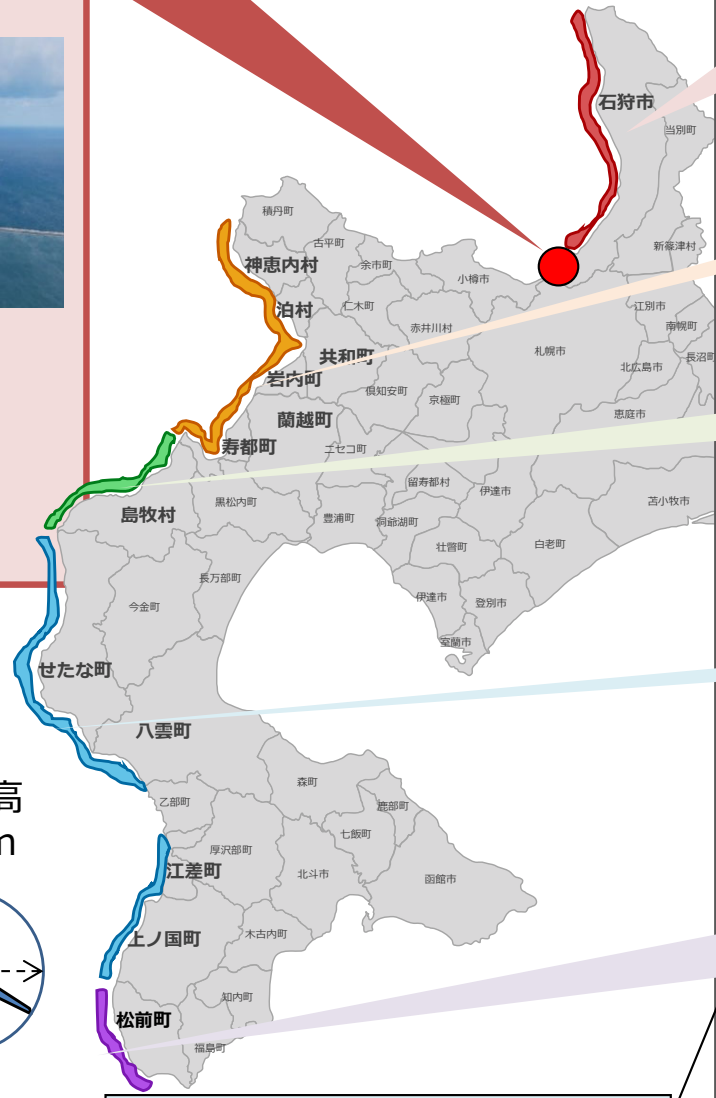 石狩市
当別町
積丹町
古平町
新篠津村
神恵内村
余市町
小樽市
泊村
仁木町
江別市
赤井川村
南幌町
共和町
札幌市
長沼町
岩内町
北広島市
倶知安町
京極町
蘭越町
恵庭市
寿都町
ニセコ町
留寿都村
伊達市
黒松内町
苫小牧市
島牧村
豊浦町
洞爺湖町
白老町
壮瞥町
長万部町
今金町
伊達市
登別市
室蘭市
せたな町
八雲町
森町
高
乙部町
鹿部町
七飯町
m
厚沢部町
江差町
北斗市
函館市
上ノ国町
木古内町
知内町
松前町
福島町